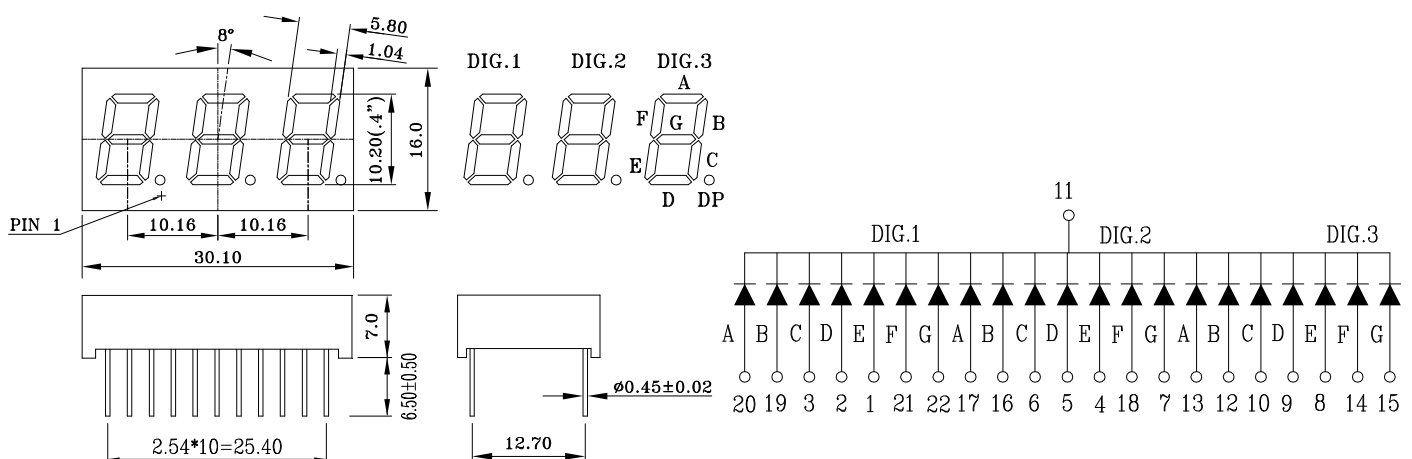 8°
5.80
1.04
10.20(.4”)
16.0
PIN 1
10.16 10.16
30.10
DIG.1 DIG.2 DIG.3
A
F G B
E C
D DP
7.0
6.50±0.50
2.54*10=25.40
ø0.45±0.02
12.70
11
DIG.1 DIG.2 DIG.3
A B C D E F G A B C D E F G A B C D E F G
20 19 3 2 1 21 22 17 16 6 5 4 18 7 13 12 10 9 8 14 15